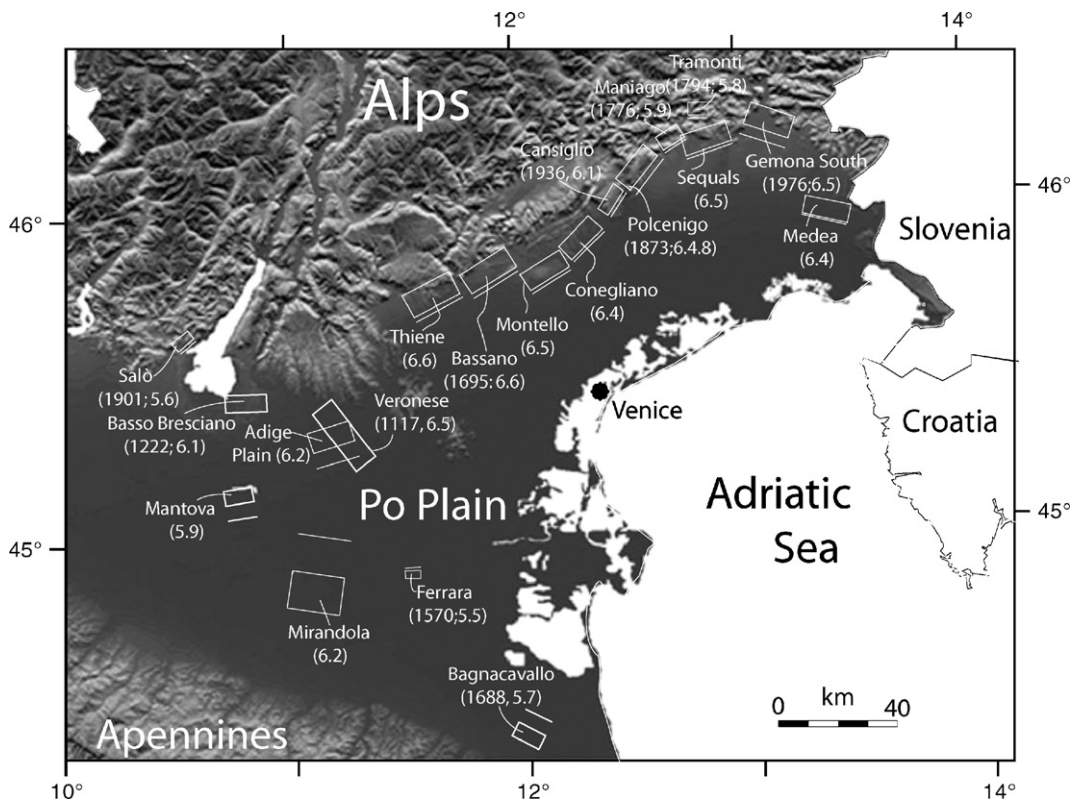 12°
14°
Alps
Tramonti
(1794; 5.8)
Maniago
(1776; 5.9)
Cansiglio
(1936, 6.1)
Gemona South
(1976;6.5)
Sequals
(6.5)
Polcenigo
(1873;6.4.8)
Medea
(6.4)
Slovenia
46°
46°
Conegliano
(6.4)
Montello
(6.5)
Thiene
(6.6)
Bassano
(1695: 6.6)
Salò
(1901; 5.6)
Basso Bresciano
(1222; 6.1)
Adige
Plain (6.2)
Veronese
(1117, 6.5)
Venice
Croatia
Mantova
(5.9)
Po Plain
Adriatic
Sea
45°
45°
Ferrara
(1570;5.5)
Mirandola
(6.2)
Bagnacavallo
(1688, 5.7)
Apennines
0 km 40
10°
12°
14°